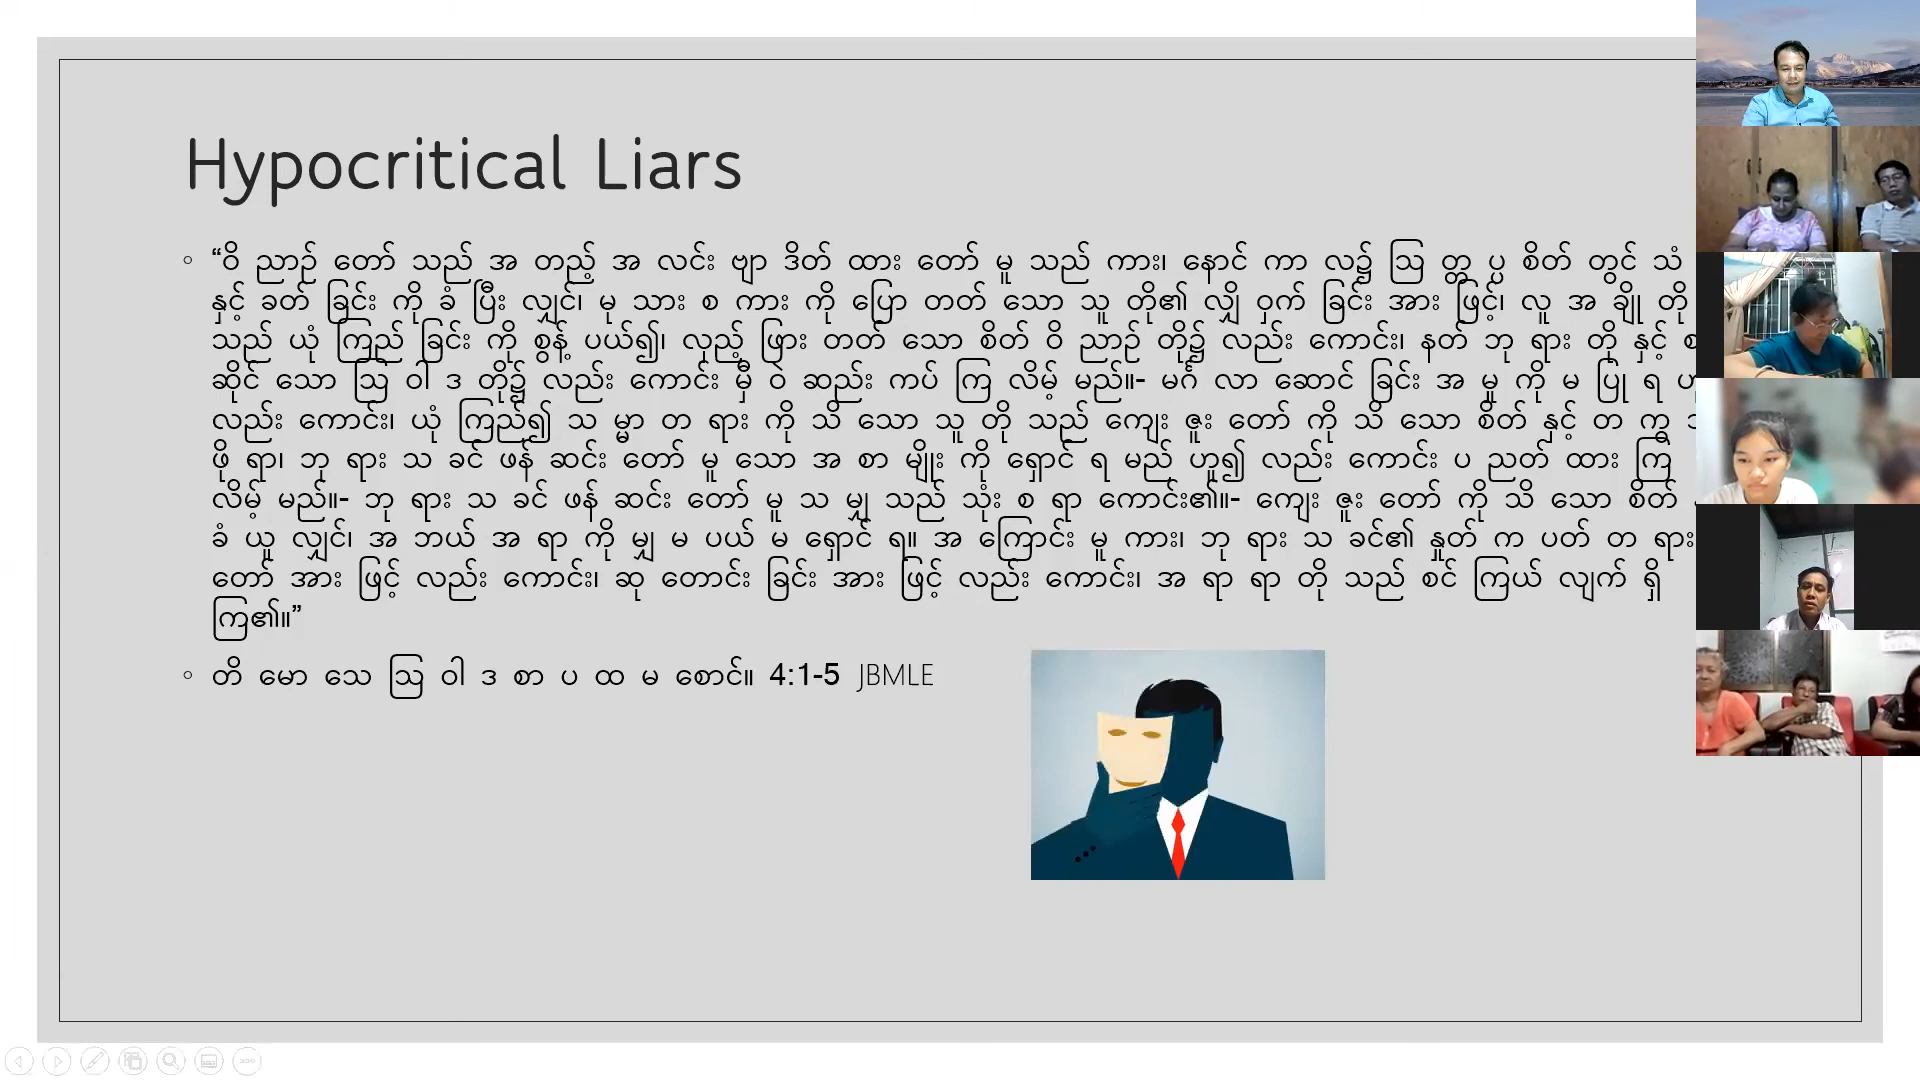 Hypocritical Liars
“ဝိ ညာဉ် တော် သည် အ တည့် အ လင်း ဗျာ ဒိတ် ထား တော် မူ သည် ကား၊ နောင် ကာ လ၌ ဩ တ္တ ပ္ပ စိတ် တွင် သံ
နှင့် ခတ် ခြင်း ကို ခံ ပြီး လျှင်၊ မု သား စ ကား ကို ပြော တတ် သော သူ တို့၏ လျှို ဝှက် ခြင်း အား ဖြင့်၊ လူ အ ချို့ တို့
သည် ယုံ ကြည် ခြင်း ကို စွန့် ပယ်၍၊ လှည့် ဖြား တတ် သော စိတ် ဝိ ညာဉ် တို့၌ လည်း ကောင်း၊ နတ် ဘု ရား တို့ နှင့်
ဆိုင် သော ဩ ဝါ ဒ တို့၌ လည်း ကောင်း မှီ ဝဲ ဆည်း ကပ် ကြ လိမ့် မည်။- မင်္ဂ လာ ဆောင် ခြင်း အ မှု ကို မ ပြု ရ
လည်း ကောင်း၊ ယုံ ကြည်၍ သ မ္မာ တ ရား ကို သိ သော သူ တို့ သည် ကျေး ဇူး တော် ကို သိ သော စိတ် နှင့် တ ကွ
ဖို့ ရာ၊ ဘု ရား သ ခင် ဖန် ဆင်း တော် မူ သော အ စာ မျိုး ကို ရှောင် ရ မည် ဟူ၍ လည်း ကောင်း ပ ညတ် ထား ကြ
လိမ့် မည်။- ဘု ရား သ ခင် ဖန် ဆင်း တော် မူ သ မျှ သည် သုံး စ ရာ ကောင်း၏။- ကျေး ဇူး တော် ကို သိ သော စိတ်
ခံ ယူ လျှင်၊ အ ဘယ် အ ရာ ကို မျှ မ ပယ် မ ရှောင် ရ။ အ ကြောင်း မူ ကား၊ ဘု ရား သ ခင်၏ နှုတ် က ပတ် တ ရား
တော် အား ဖြင့် လည်း ကောင်း၊ ဆု တောင်း ခြင်း အား ဖြင့် လည်း ကောင်း၊ အ ရာ ရာ တို့ သည် စင် ကြယ် လျက် ရှိ
ကြ၏။”
တိ မော သေ ဩ ဝါ ဒ စာ ပ ထ မ စောင်။ 4:1-5 JBMLE